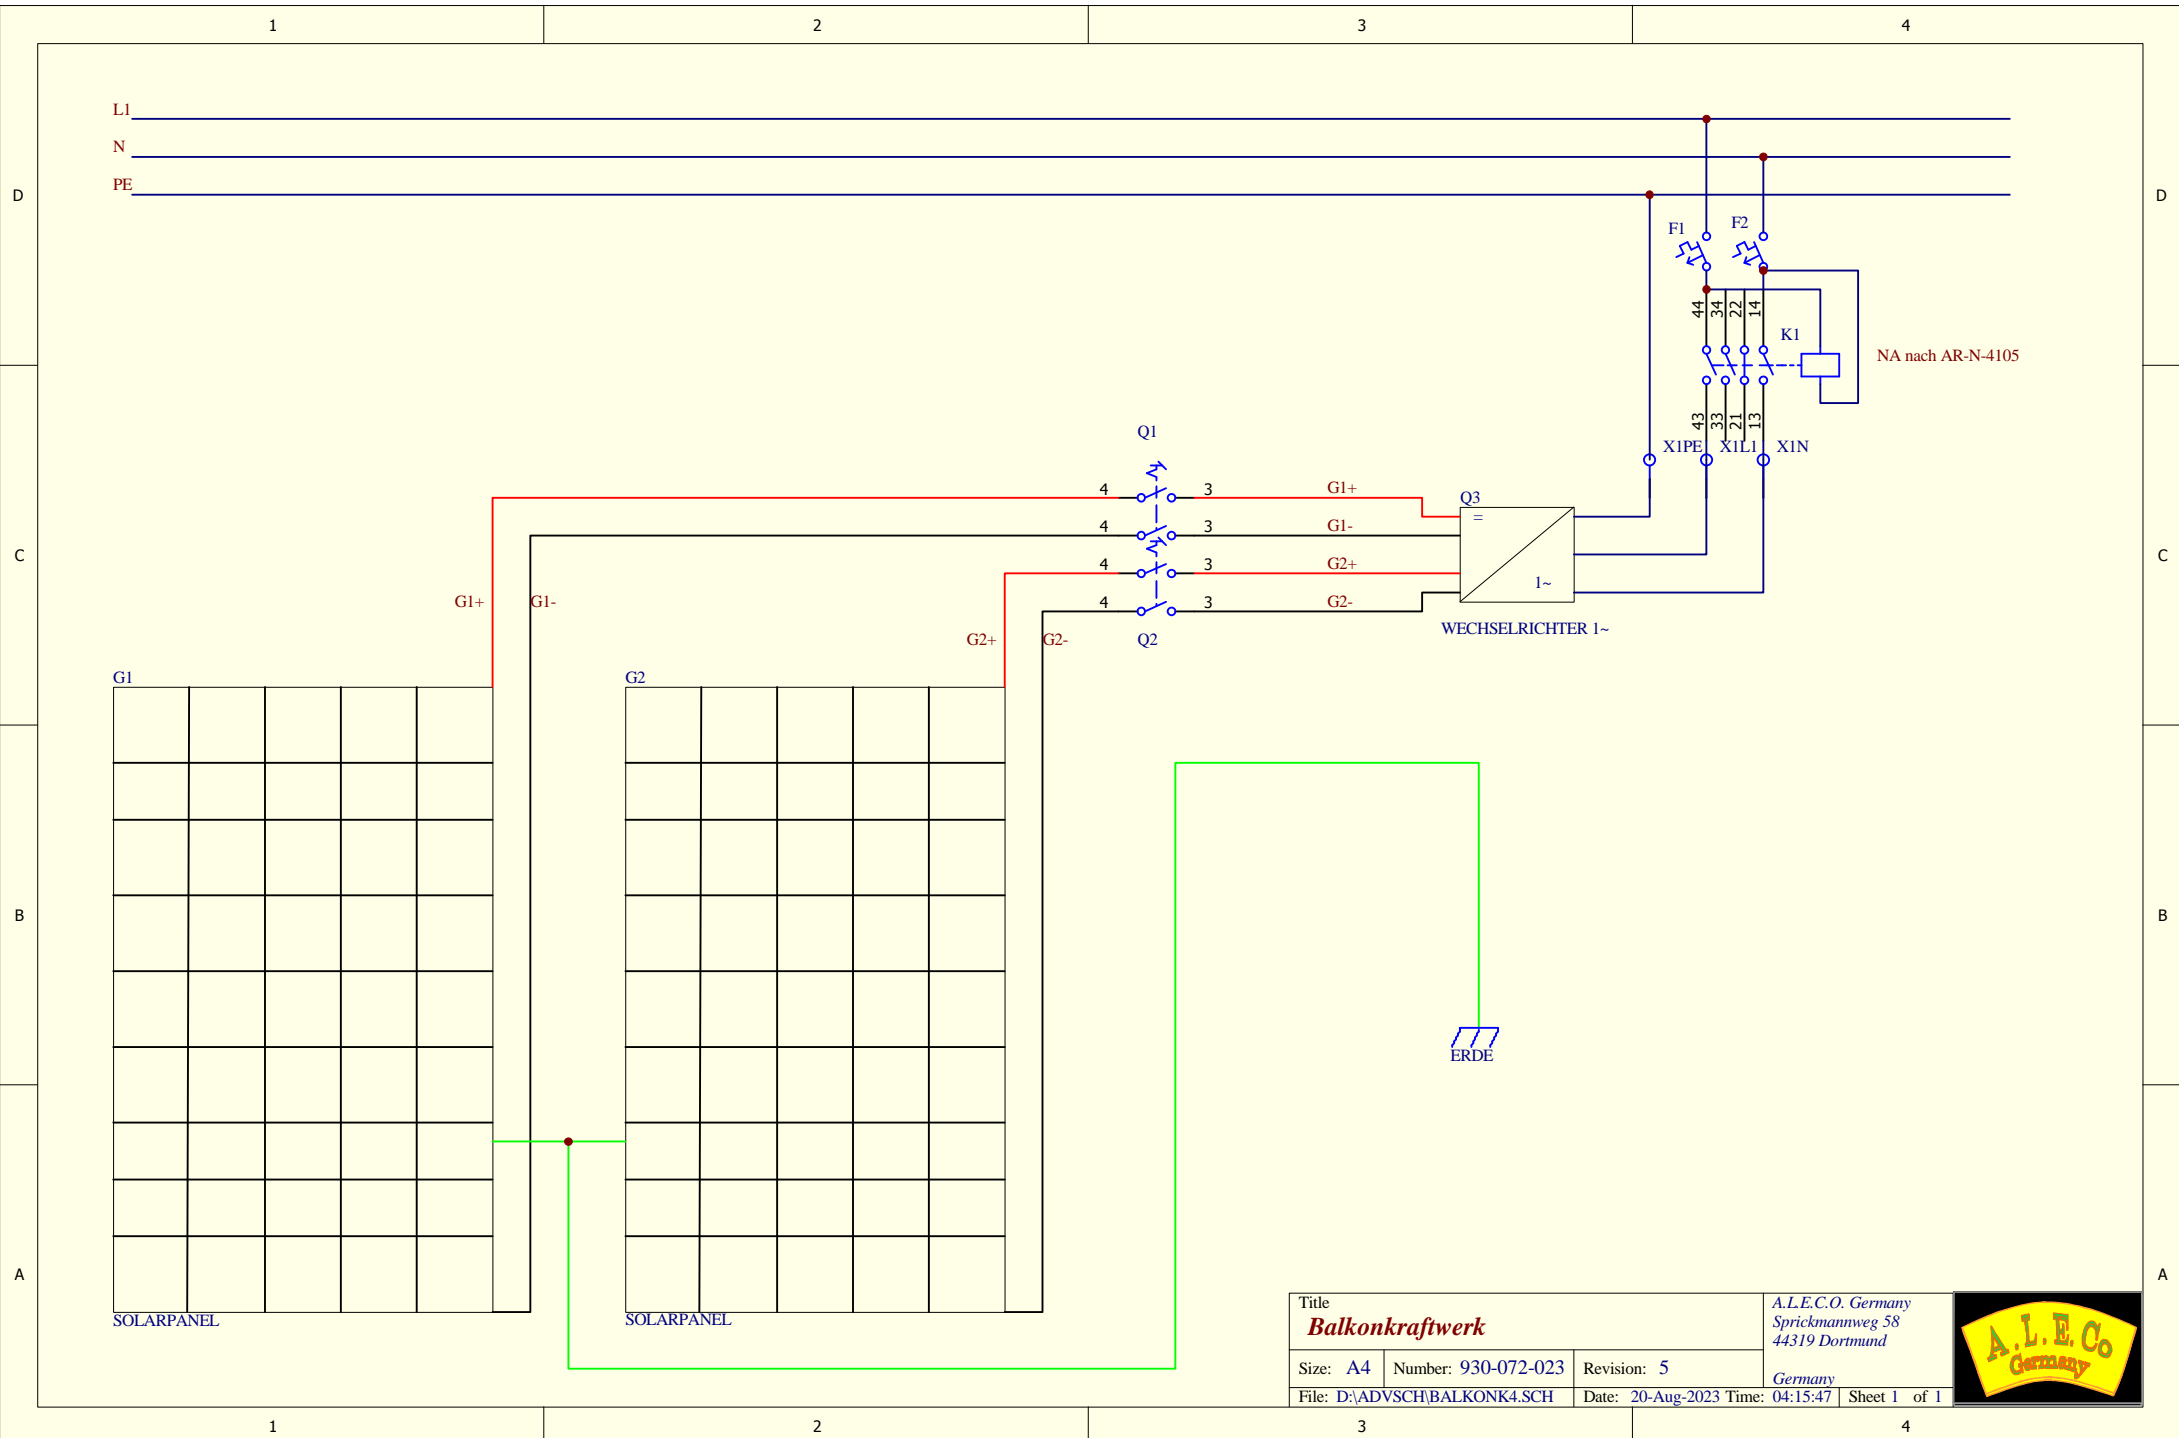 1 2 3 4
L1
N
PE
D D
F1 F2
44 34 22 14
K1
NA nach AR-N-4105
43 33 21 13
X1PE X1L1 X1N
Q1
4 3 G1+
Q3
=
4 3 G1-
4 3 G2+
1~
4 3 G2-
C C
G1+ G1-
G2+ G2-
Q2
WECHSELRICHTER 1~
G1 G2
B B
ERDE
A A
SOLARPANEL SOLARPANEL
Title
Balkonkraftwerk
Size: A4 Number: 930-072-023 Revision: 5
File: D:\ADVSCH\BALKONK4.SCH Date: 20-Aug-2023 Time: 04:15:47 Sheet 1 of 1
A.L.E.C.O. Germany
Sprickmannweg 58
44319 Dortmund
Germany
A.L.E.Co
Germany
1 2 3 4